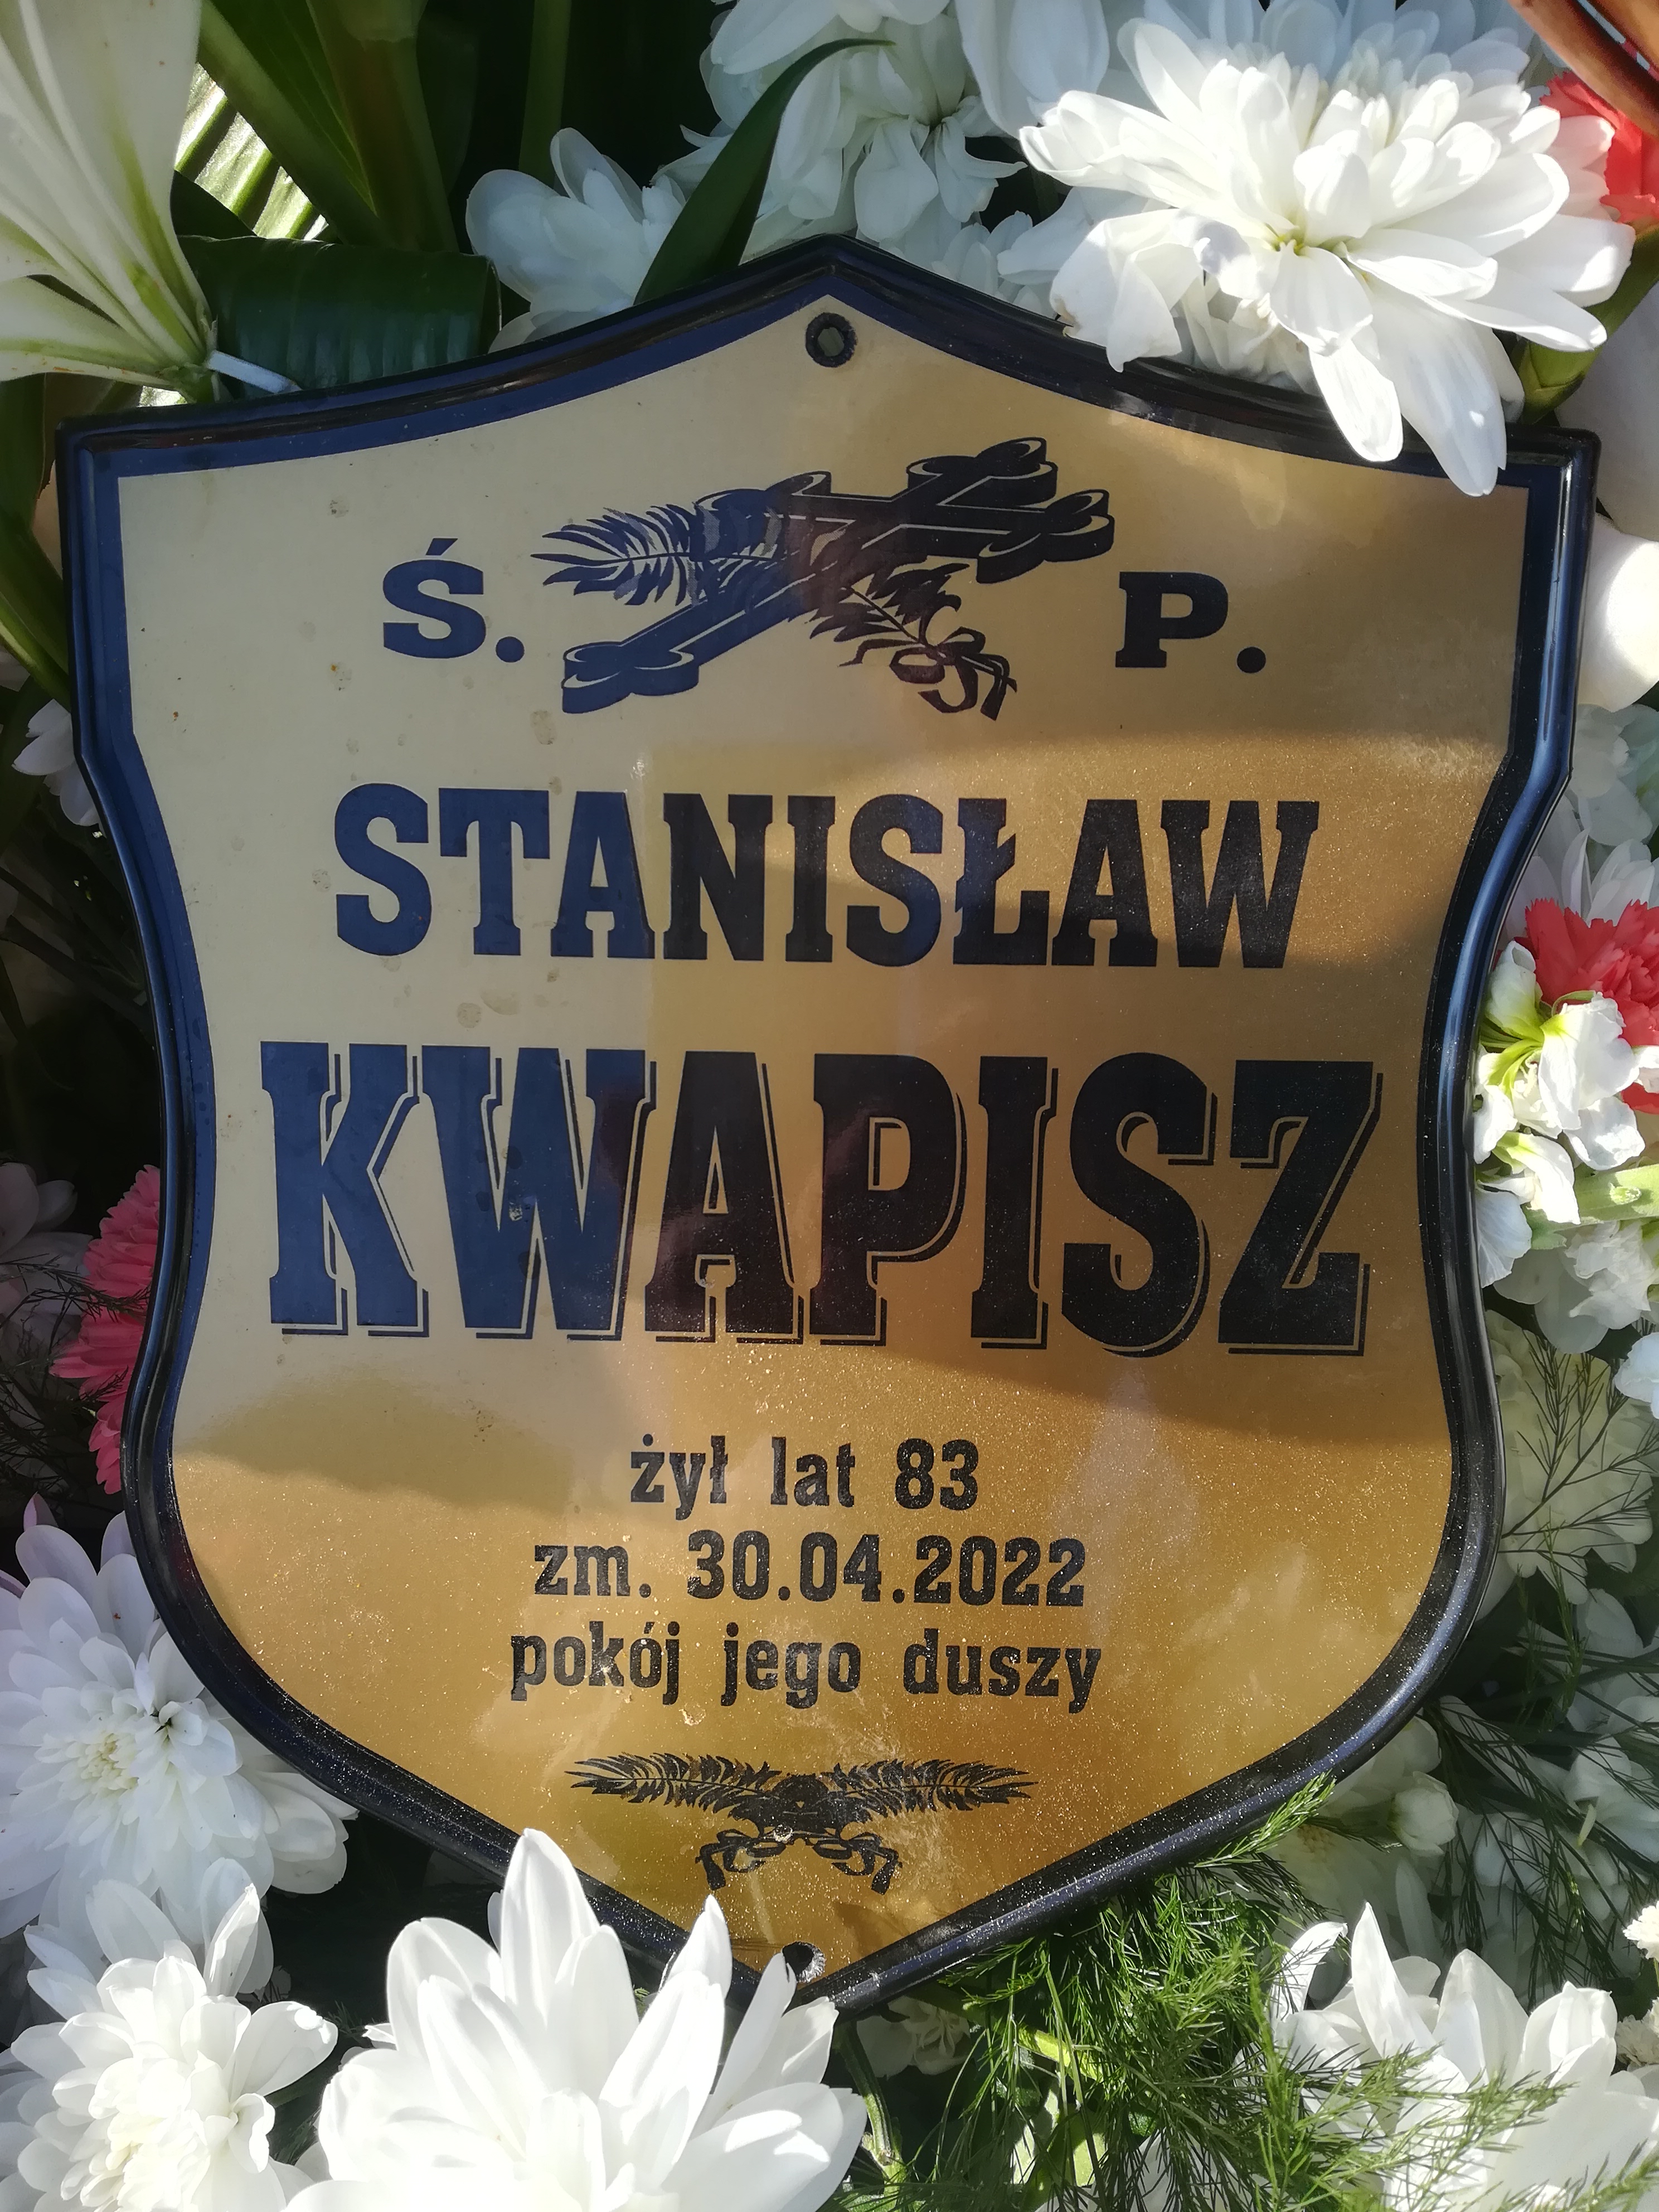 Ś. P.
STANISŁAW
KWAPISZ
żył lat 83
zm. 30.04.2022
pokój jego duszy